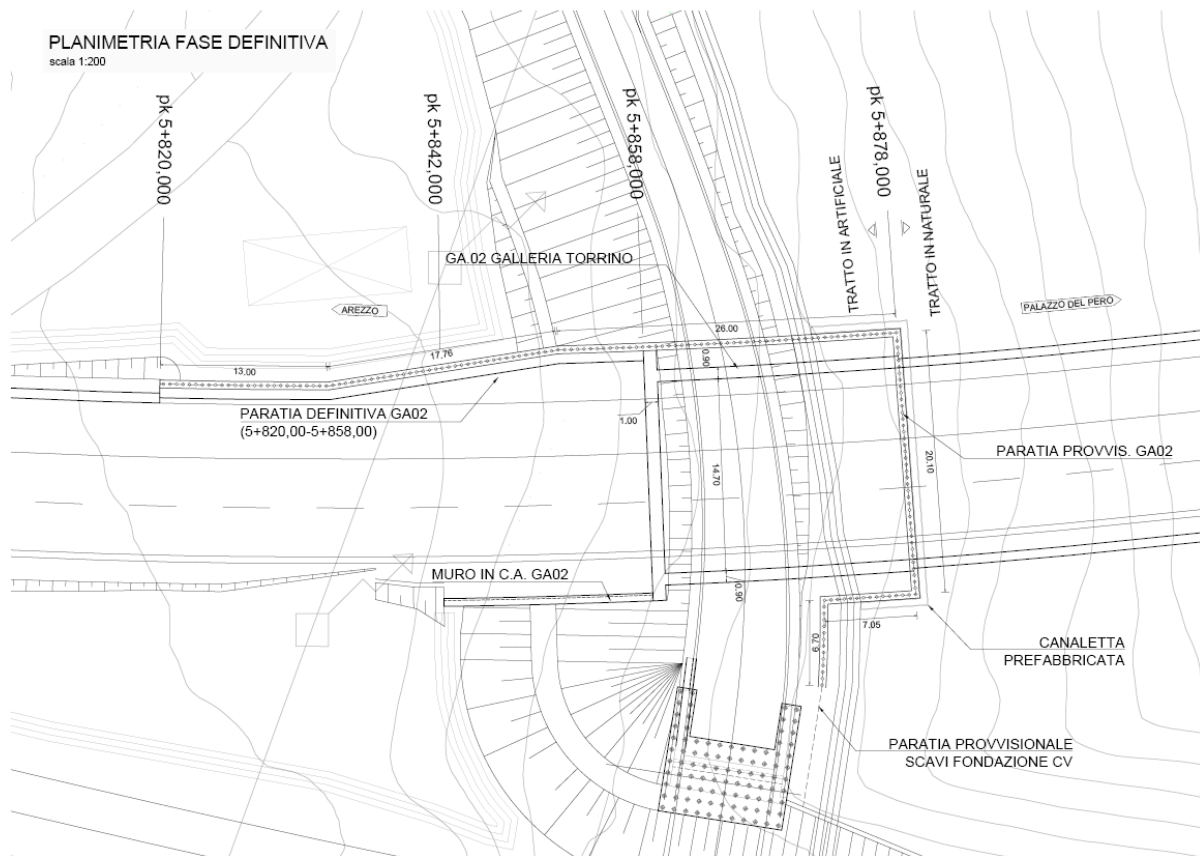 PLANIMETRIA FASE DEFINITIVA
scala 1:200
pk 5+820,000
pk 5+842,000
pk 5+858,000
pk 5+878,000
TRATTO IN ARTIFICIALE
TRATTO IN NATURALE
GA.02 GALLERIA TORRINO
AREZZO
PALAZZO DEL PERO
26.00
17.76
13.00
0.90
PARATIA DEFINITIVA GA02
(5+820,00-5+858,00)
1.00
PARATIA PROVVIS. GA02
14.70
20.10
MURO IN C.A. GA02
0.90
7.05
9.70
CANALETTA
PREFABBRICATA
PARATIA PROVVISIONALE
SCAVI FONDAZIONE CV